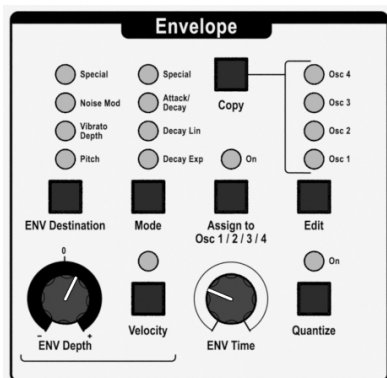 Envelope
Special
Special
Osc 4
Noise Mod
Attack/
Decay
Copy
Osc 3
Vibrato
Depth
Decay Lin
Osc 2
Pitch
Decay Exp
On
Osc 1
ENV Destination
Mode
Assign to
Osc 1 / 2 / 3 / 4
Edit
0
On
– +
ENV Depth
Velocity
ENV Time
Quantize